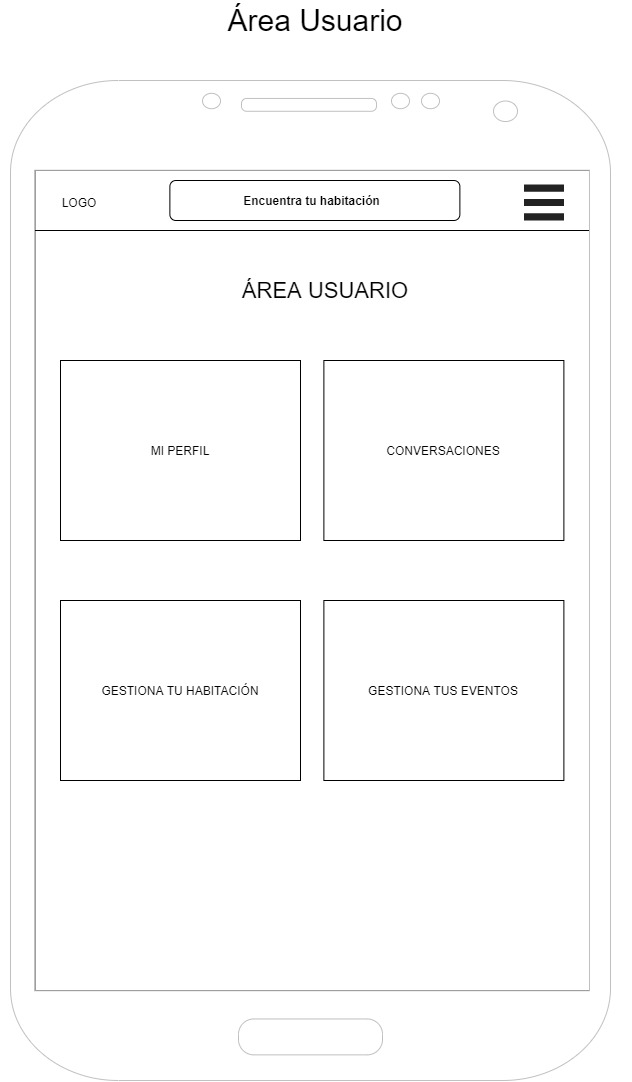 Área Usuario
LOGO
Encuentra tu habitación
ÁREA USUARIO
MI PERFIL
CONVERSACIONES
GESTIONA TU HABITACIÓN
GESTIONA TUS EVENTOS